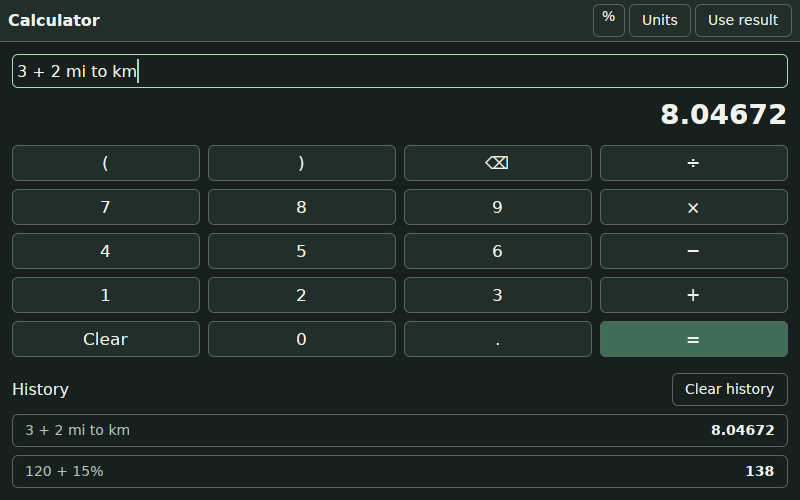 Calculator % Units Use result
3 + 2 mi to km
8.04672
( ) ⌫ ÷
7 8 9 ×
4 5 6 −
1 2 3 +
Clear 0 . =
History Clear history
3 + 2 mi to km 8.04672
120 + 15% 138